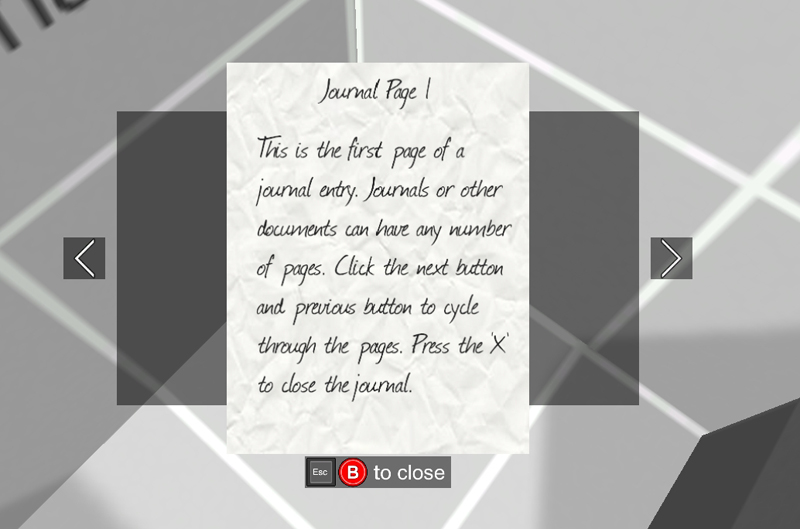 Journal Page 1
This is the first page of a
journal entry. Journals or other
documents can have any number
of pages. Click the next button
and previous button to cycle
through the pages. Press the 'X'
to close the journal.
Esc B to close